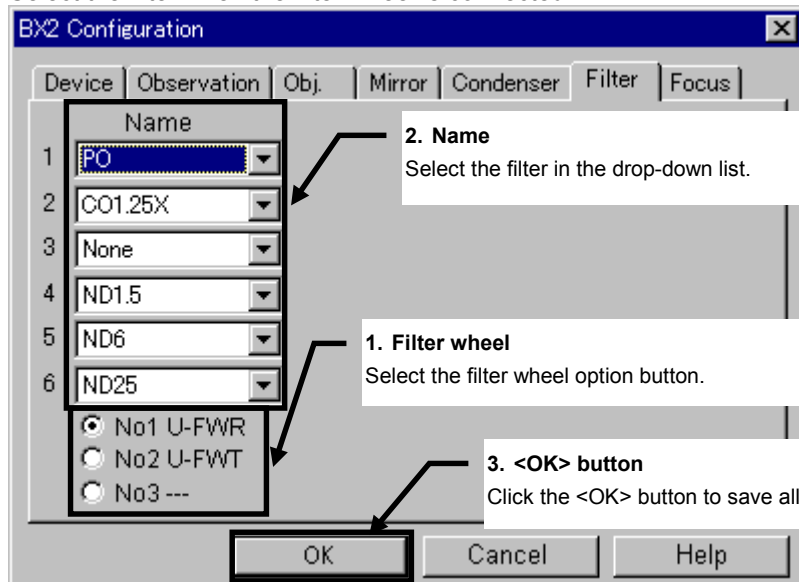 BX2 Configuration
Device Observation Obj. Mirror Condenser Filter Focus
Name
2. Name
Select the filter in the drop-down list.
1 PO
2 CO1.25X
3 None
4 ND1.5
5 ND6
6 ND25
1. Filter wheel
Select the filter wheel option button.
No1 U-FWR
No2 U-FWT
No3 ---
3. <OK> button
Click the <OK> button to save all
OK Cancel Help